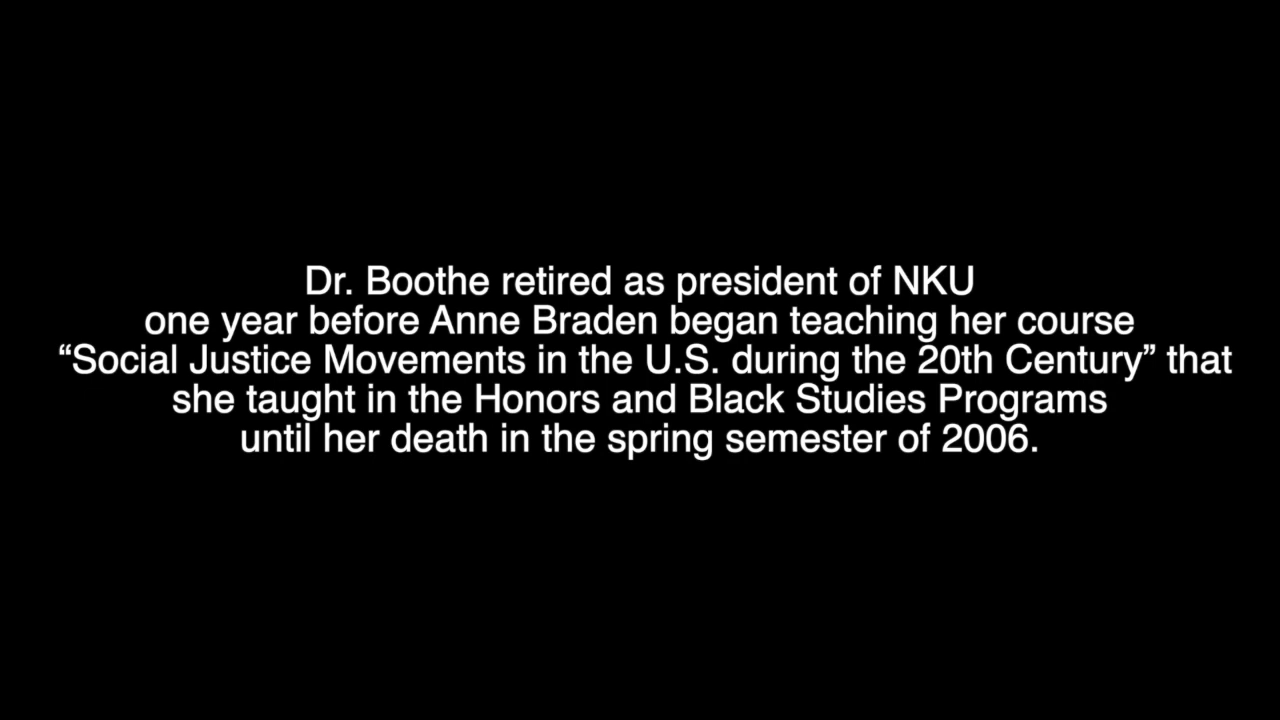 Dr. Boothe retired as president of NKU
one year before Anne Braden began teaching her course
“Social Justice Movements in the U.S. during the 20th Century” that
she taught in the Honors and Black Studies Programs
until her death in the spring semester of 2006.